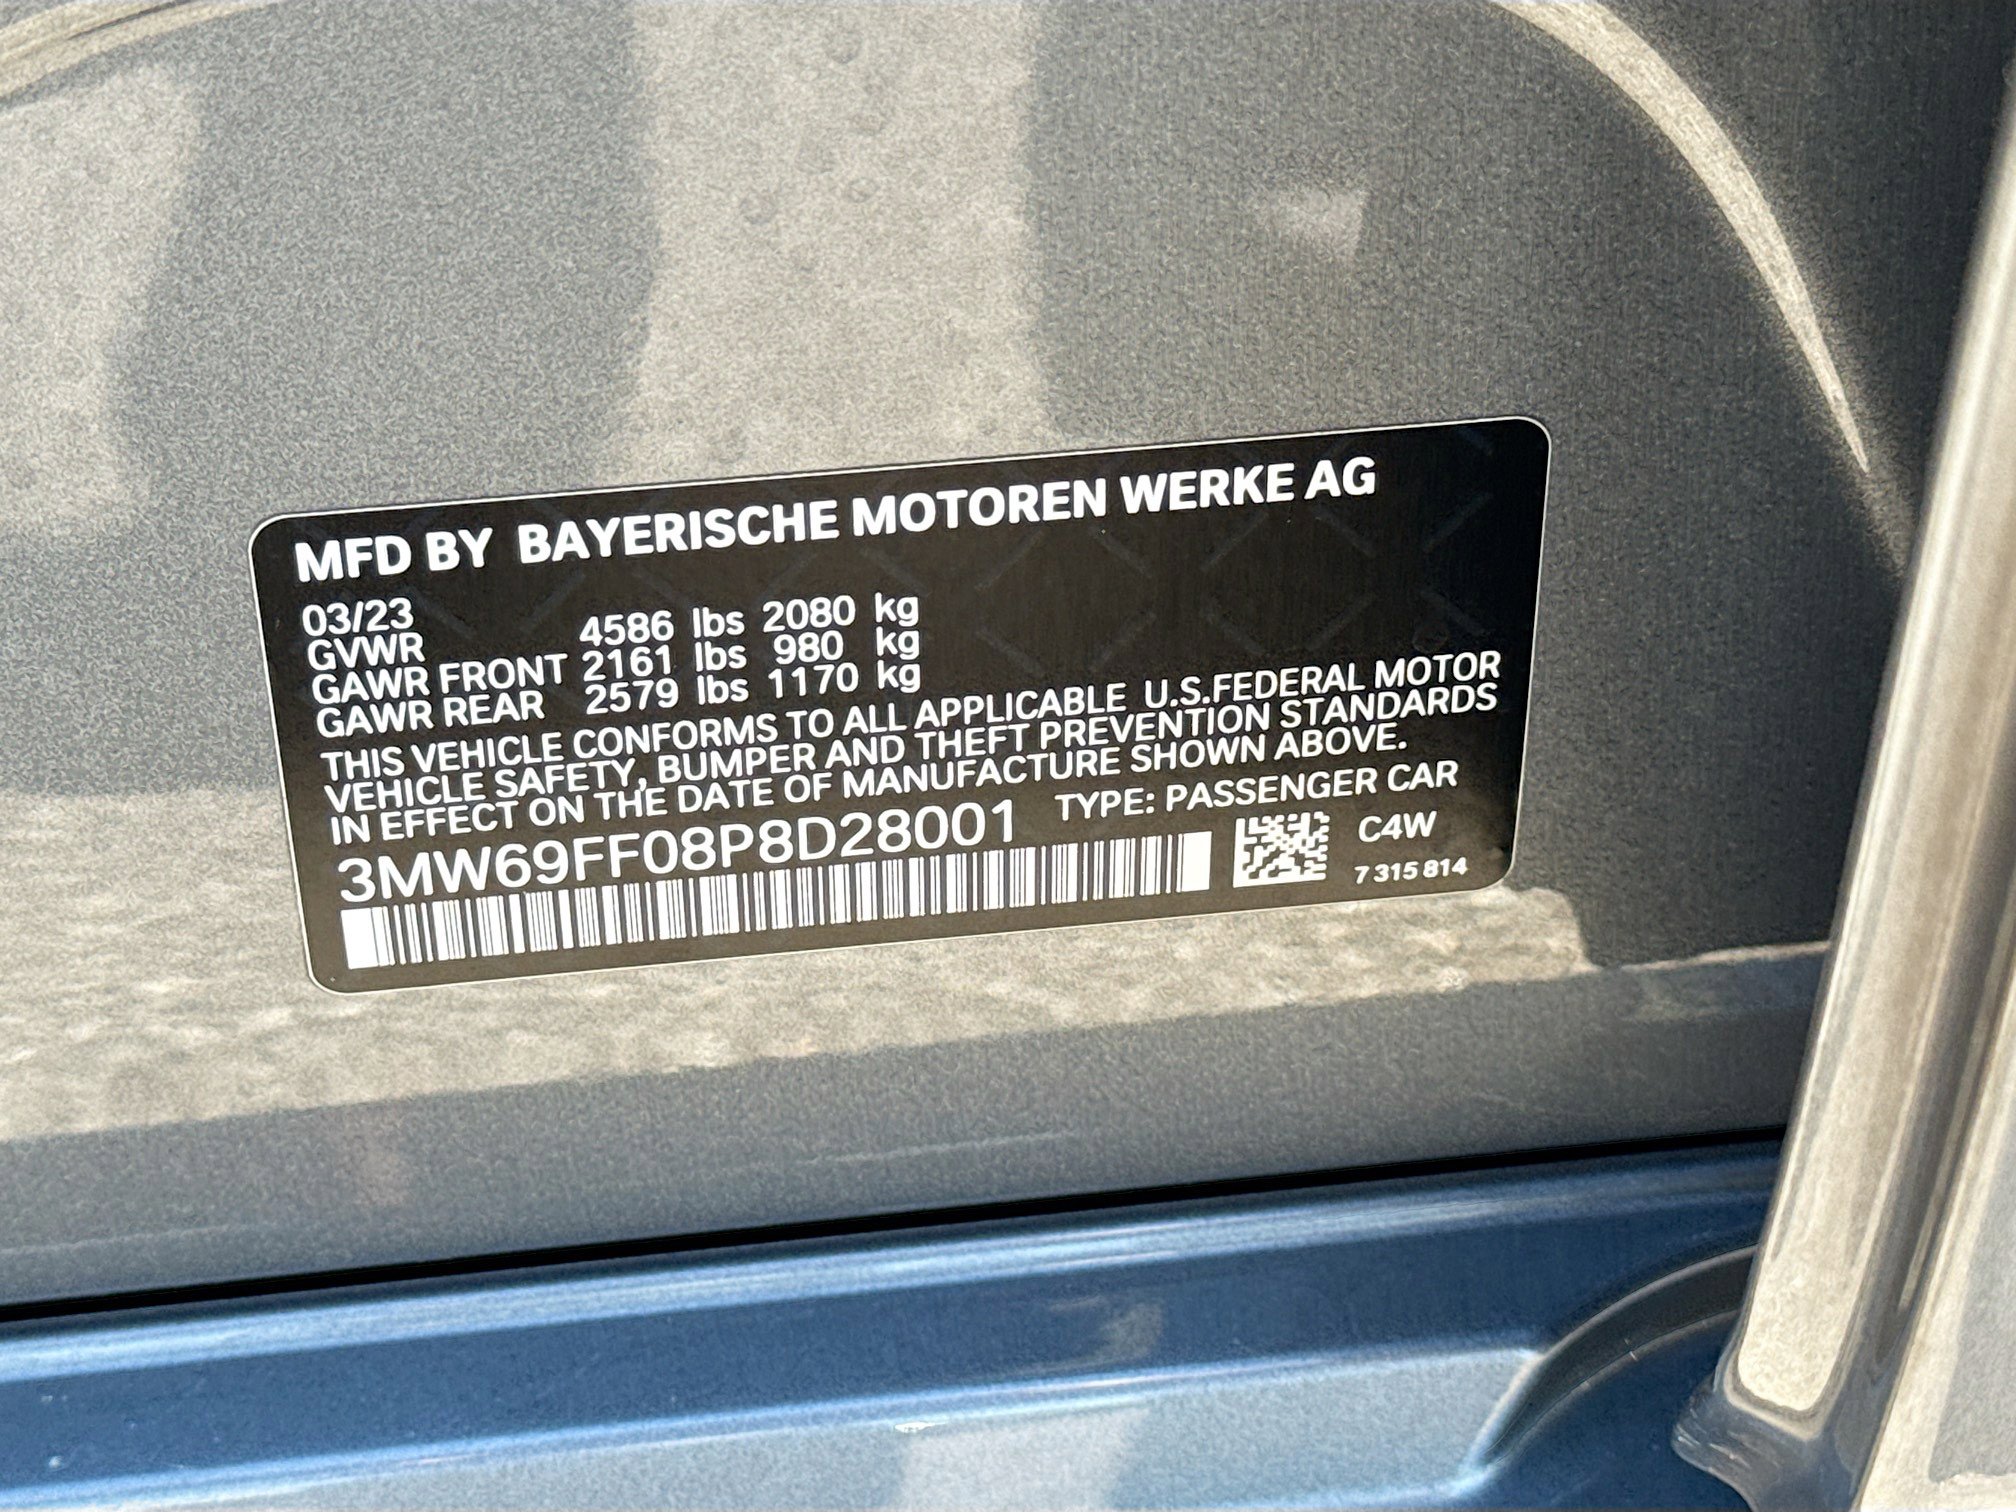 MFD BY BAYERISCHE MOTOREN WERKE AG
03/23
GVWR 4586 lbs 2080 kg
GAWR FRONT 2161 lbs 980 kg
GAWR REAR 2579 lbs 1170 kg
THIS VEHICLE CONFORMS TO ALL APPLICABLE U.S.FEDERAL MOTOR
VEHICLE SAFETY, BUMPER AND THEFT PREVENTION STANDARDS
IN EFFECT ON THE DATE OF MANUFACTURE SHOWN ABOVE.
3MW69FF08P8D28001 TYPE: PASSENGER CAR
C4W
7 315 814